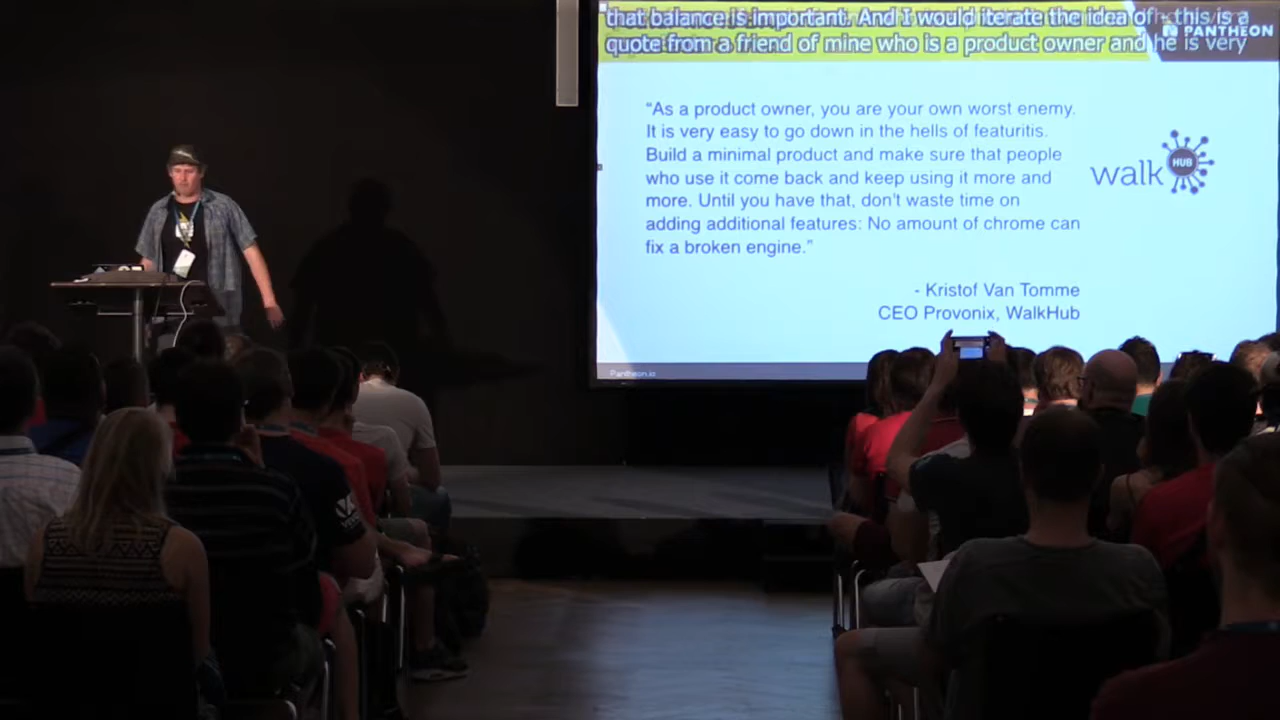 that balance is important. And I would iterate the idea of this is a
quote from a friend of mine who is a product owner and he is very
PANTHEON
“As a product owner, you are your own worst enemy.
It is very easy to go down in the hells of featuritis.
Build a minimal product and make sure that people
who use it come back and keep using it more and
more. Until you have that, don't waste time on
adding additional features: No amount of chrome can
fix a broken engine.”
walk HUB
- Kristof Van Tomme
CEO Provonix, WalkHub
Pantheon.io